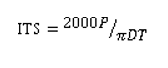 ITS = 2000P/πDT